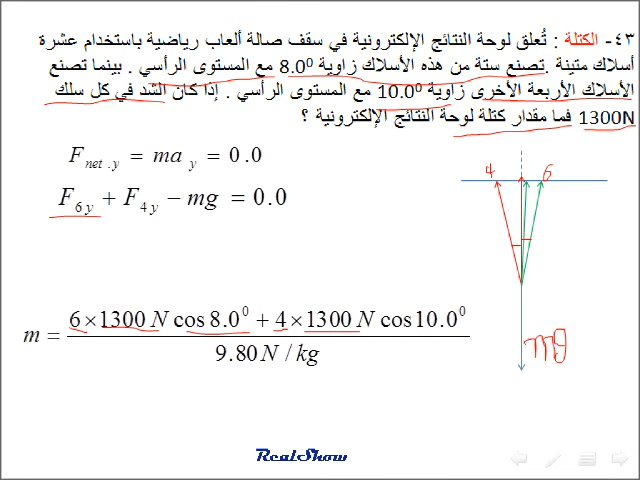 ٤٣- الكتلة : تُعلق لوحة النتائج الإلكترونية في سقف صالة ألعاب رياضية باستخدام عشرة
أسلاك متينة . تصنع ستة من هذه الأسلاك زاوية 8.0⁰ مع المستوى الرأسي . بينما تصنع
الأسلاك الأربعة الأخرى زاوية 10.0⁰ مع المستوى الرأسي . إذا كان الشد في كل سلك
1300N فما مقدار كتلة لوحة النتائج الإلكترونية ؟
F_net.y = ma_y = 0.0
F_6y + F_4y − mg = 0.0
4 6
m = (6×1300 N cos 8.0⁰ + 4×1300 N cos 10.0⁰) / (9.80 N / kg)
mg
RealShow